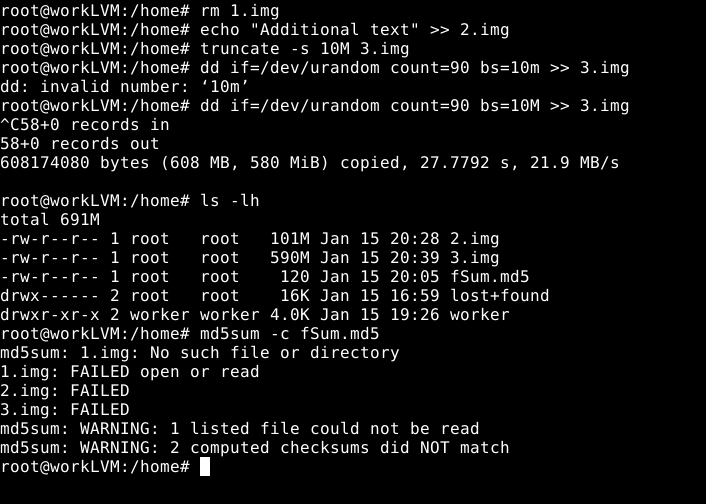 root@workLVM:/home# rm 1.img
root@workLVM:/home# echo "Additional text" >> 2.img
root@workLVM:/home# truncate -s 10M 3.img
root@workLVM:/home# dd if=/dev/urandom count=90 bs=10m >> 3.img
dd: invalid number: ‘10m’
root@workLVM:/home# dd if=/dev/urandom count=90 bs=10M >> 3.img
^C58+0 records in
58+0 records out
608174080 bytes (608 MB, 580 MiB) copied, 27.7792 s, 21.9 MB/s

root@workLVM:/home# ls -lh
total 691M
-rw-r--r-- 1 root   root   101M Jan 15 20:28 2.img
-rw-r--r-- 1 root   root   590M Jan 15 20:39 3.img
-rw-r--r-- 1 root   root    120 Jan 15 20:05 fSum.md5
drwx------ 2 root   root    16K Jan 15 16:59 lost+found
drwxr-xr-x 2 worker worker 4.0K Jan 15 19:26 worker
root@workLVM:/home# md5sum -c fSum.md5
md5sum: 1.img: No such file or directory
1.img: FAILED open or read
2.img: FAILED
3.img: FAILED
md5sum: WARNING: 1 listed file could not be read
md5sum: WARNING: 2 computed checksums did NOT match
root@workLVM:/home#